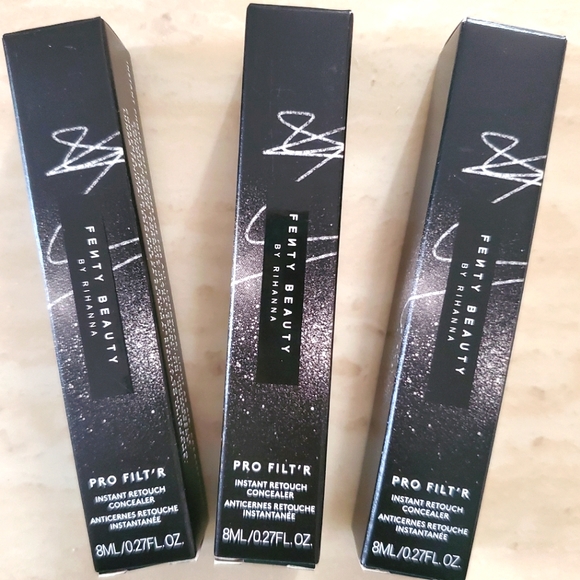 FENTY BEAUTY
BY RIHANNA
PRO FILT'R
INSTANT RETOUCH
CONCEALER
ANTICERNES RETOUCHE
INSTANTANÉE
8ML/0.27FL.OZ.
FENTY BEAUTY
BY RIHANNA
PRO FILT'R
INSTANT RETOUCH
CONCEALER
ANTICERNES RETOUCHE
INSTANTANÉE
8ML/0.27FL.OZ.
FENTY BEAUTY
BY RIHANNA
PRO FILT'R
INSTANT RETOUCH
CONCEALER
ANTICERNES RETOUCHE
INSTANTANÉE
8ML/0.27FL.OZ.